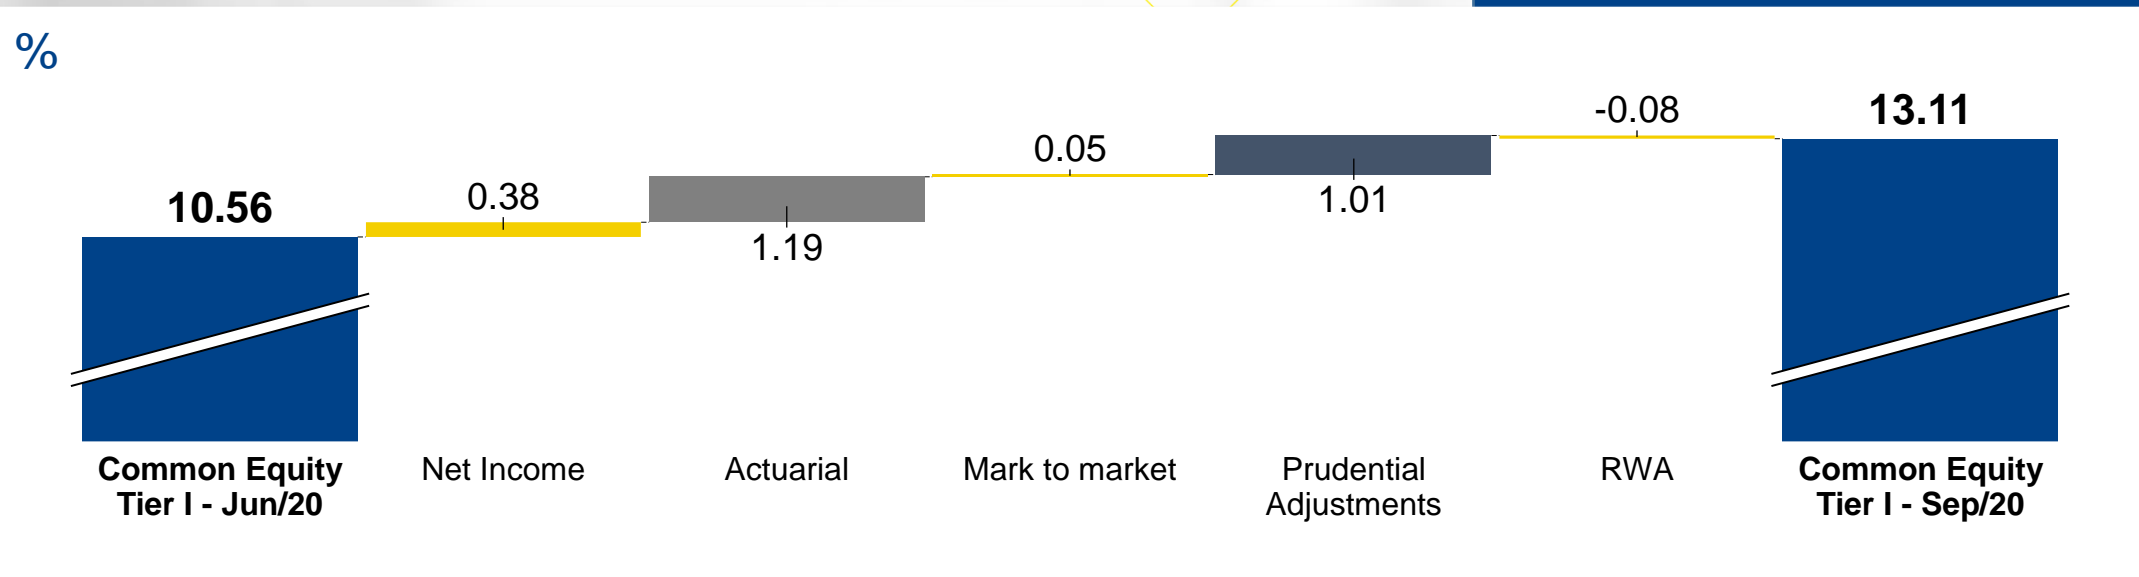 %
10.56
0.38
1.19
0.05
1.01
-0.08
13.11
Common Equity
Tier I - Jun/20
Net Income
Actuarial
Mark to market
Prudential
Adjustments
RWA
Common Equity
Tier I - Sep/20